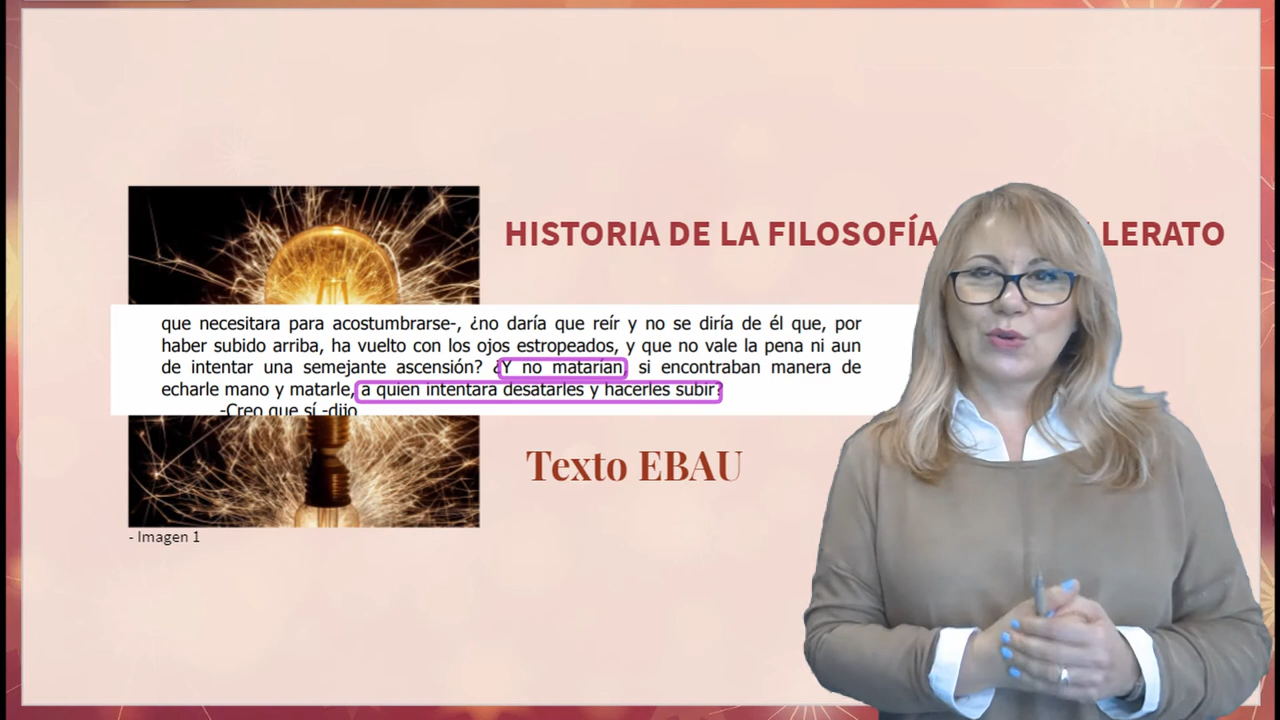 HISTORIA DE LA FILOSOFÍA LERATO
que necesitara para acostumbrarse-, ¿no daría que reír y no se diría de él que, por
haber subido arriba, ha vuelto con los ojos estropeados, y que no vale la pena ni aun
de intentar una semejante ascensión? ¿Y no matarían, si encontraban manera de
echarle mano y matarle, a quien intentara desatarles y hacerles subir?
-Creo que sí -dijo
Texto EBAU
- Imagen 1